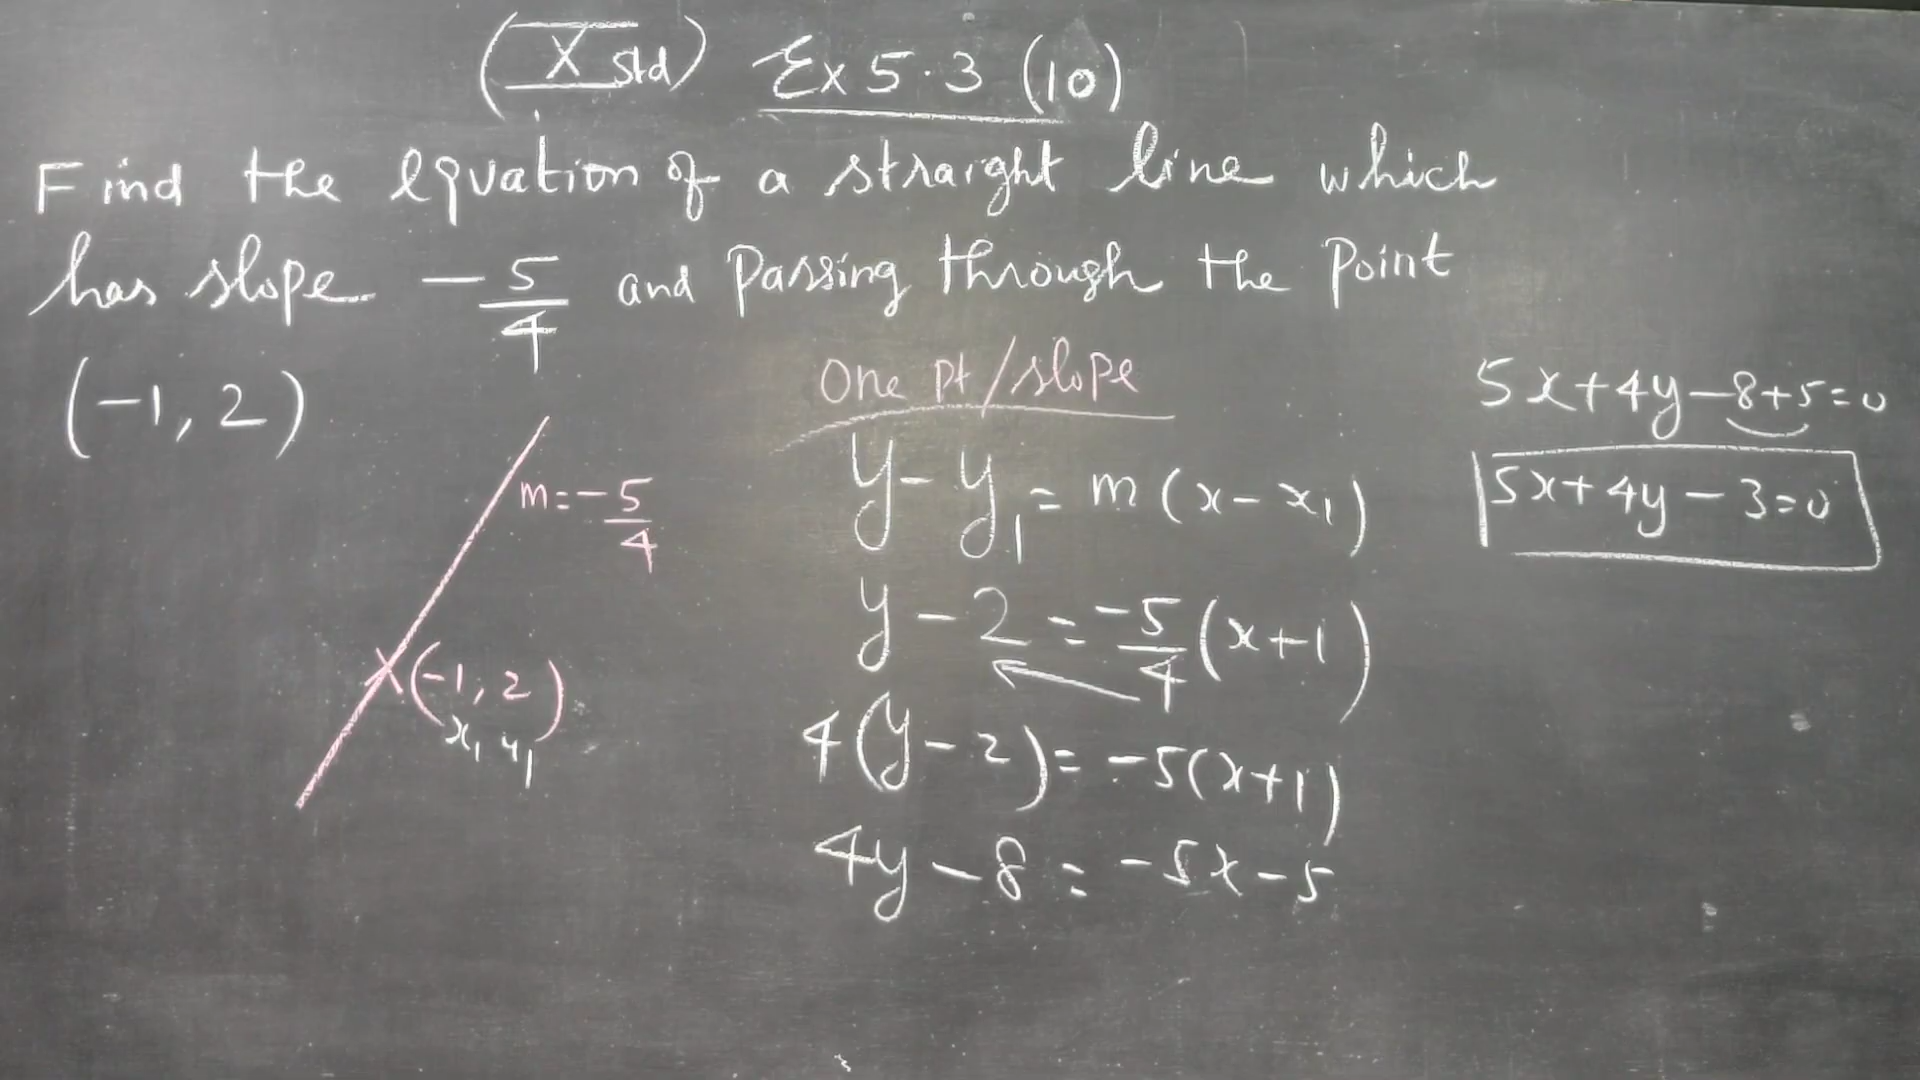 (X std) Ex 5.3 (10)
Find the equation of a straight line which
has slope -5/4 and passing through the point
(-1, 2)
m = -5/4
(-1, 2)
x₁ y₁
One pt/slope
y - y₁ = m(x - x₁)
y - 2 = -5/4 (x+1)
4(y - 2) = -5(x+1)
4y - 8 = -5x - 5
5x+4y-8+5=0
5x+4y-3=0